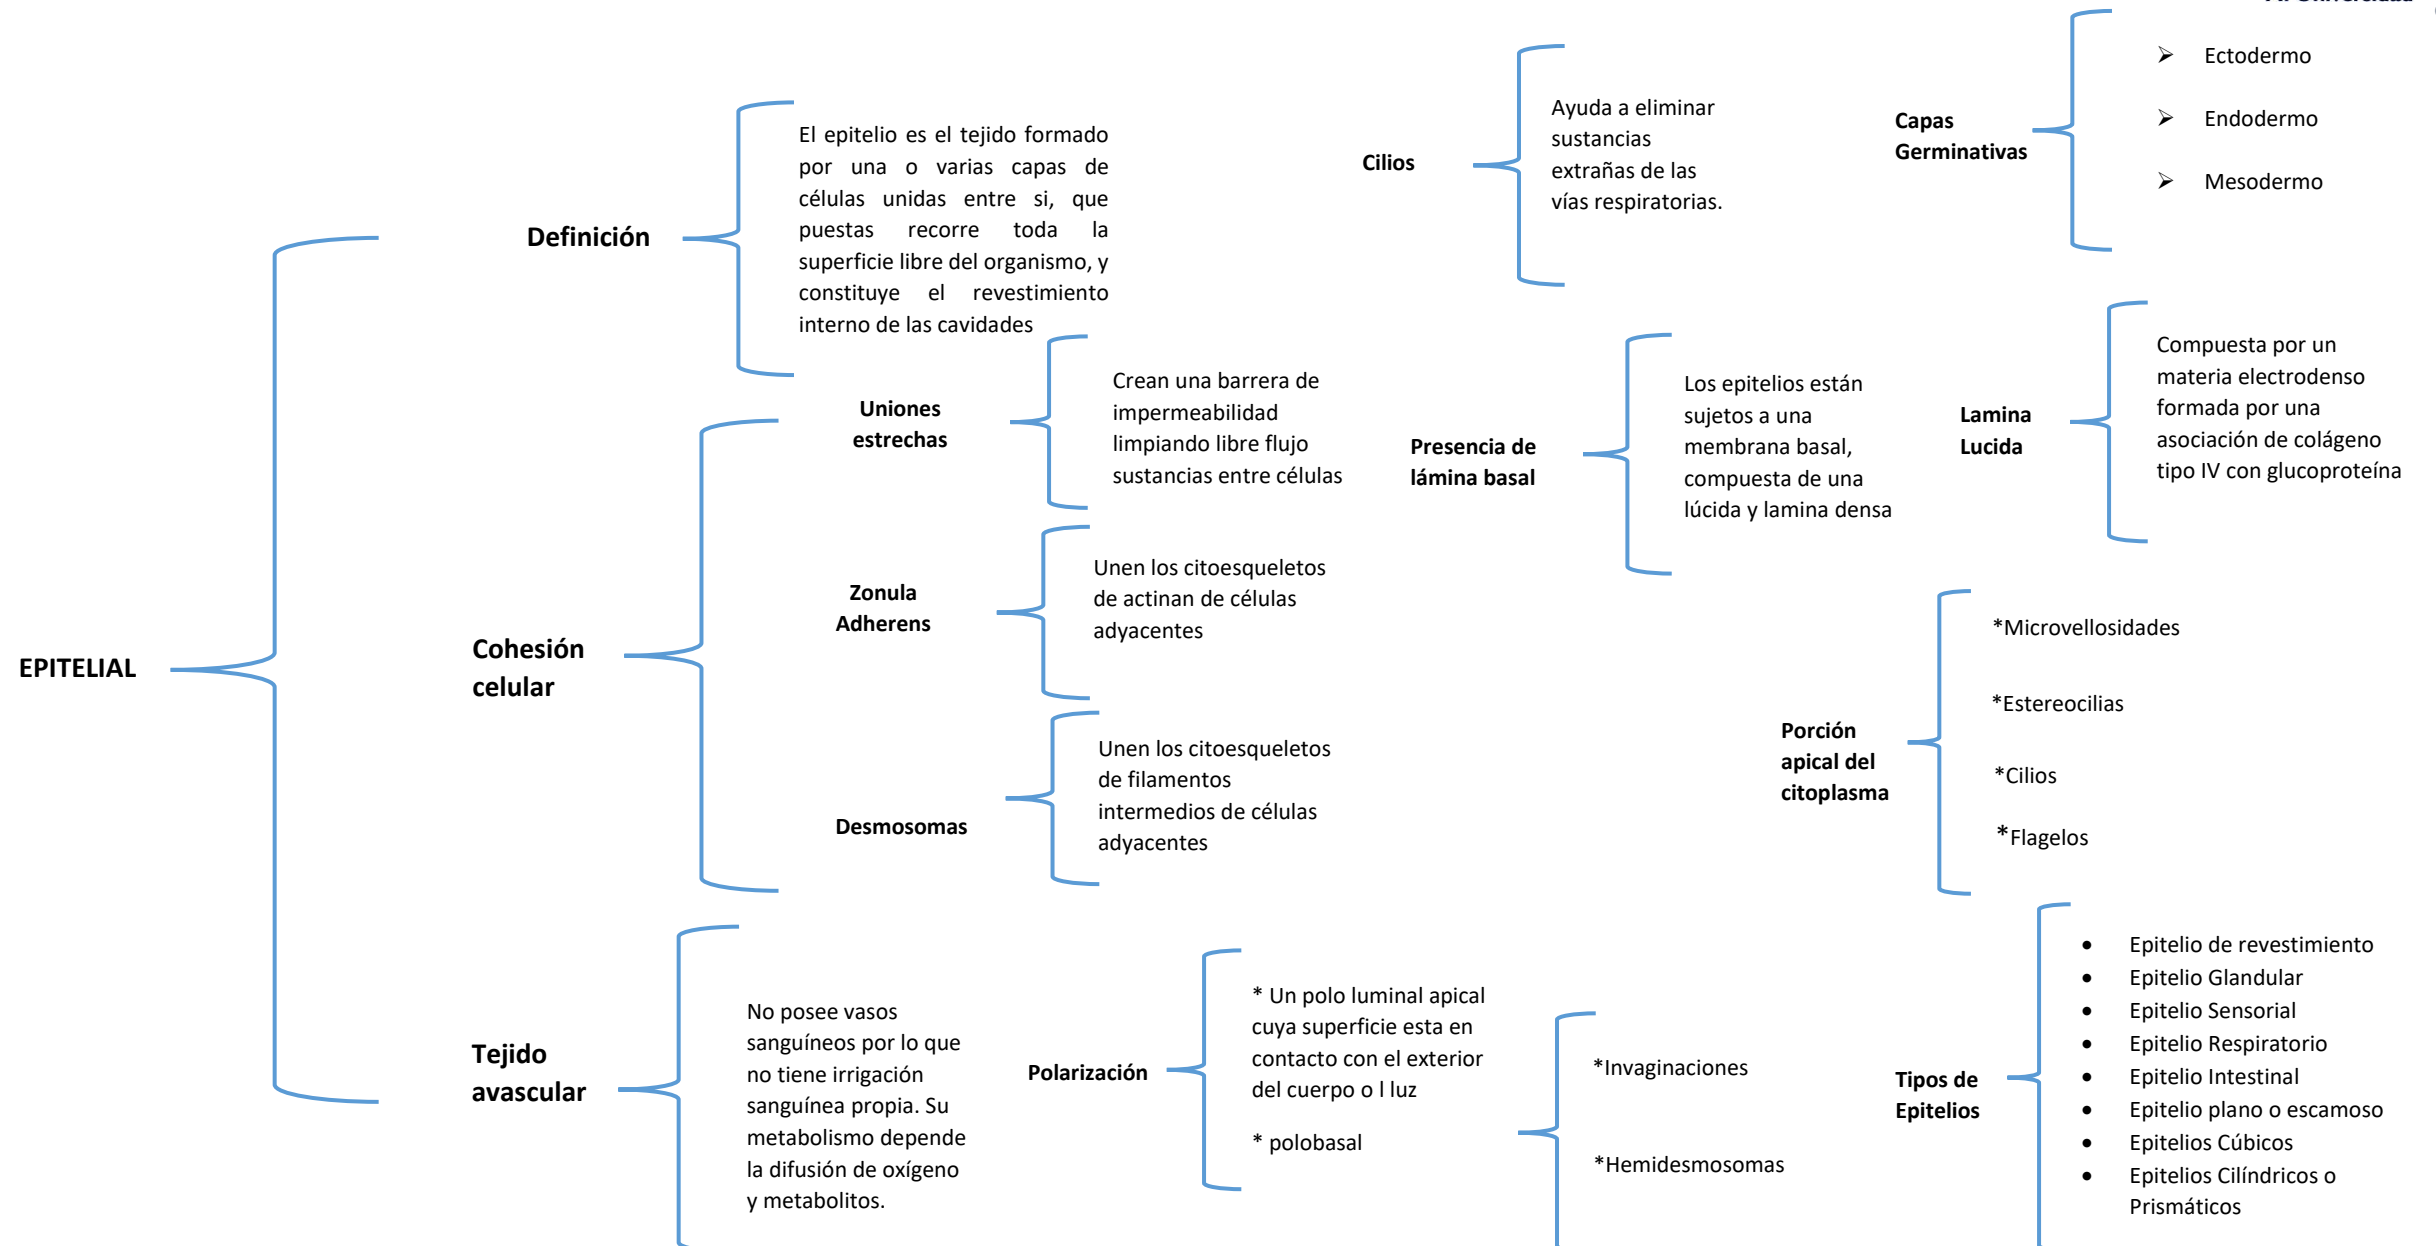 EPITELIAL
Definición
El epitelio es el tejido formado
por una o varias capas de
células unidas entre si, que
puestas recorre toda la
superficie libre del organismo, y
constituye el revestimiento
interno de las cavidades
Cohesión
celular
Uniones
estrechas
Crean una barrera de
impermeabilidad
limpiando libre flujo
sustancias entre células
Zonula
Adherens
Unen los citoesqueletos
de actinan de células
adyacentes
Desmosomas
Unen los citoesqueletos
de filamentos
intermedios de células
adyacentes
Tejido
avascular
No posee vasos
sanguíneos por lo que
no tiene irrigación
sanguínea propia. Su
metabolismo depende
la difusión de oxígeno
y metabolitos.
Polarización
* Un polo luminal apical
cuya superficie esta en
contacto con el exterior
del cuerpo o l luz
* polobasal
*Invaginaciones
*Hemidesmosomas
Cilios
Ayuda a eliminar
sustancias
extrañas de las
vías respiratorias.
Presencia de
lámina basal
Los epitelios están
sujetos a una
membrana basal,
compuesta de una
lúcida y lamina densa
Capas
Germinativas
➢ Ectodermo
➢ Endodermo
➢ Mesodermo
Lamina
Lucida
Compuesta por un
materia electrodenso
formada por una
asociación de colágeno
tipo IV con glucoproteína
Porción
apical del
citoplasma
*Microvellosidades
*Estereocilias
*Cilios
*Flagelos
Tipos de
Epitelios
• Epitelio de revestimiento
• Epitelio Glandular
• Epitelio Sensorial
• Epitelio Respiratorio
• Epitelio Intestinal
• Epitelio plano o escamoso
• Epitelios Cúbicos
• Epitelios Cilíndricos o
Prismáticos